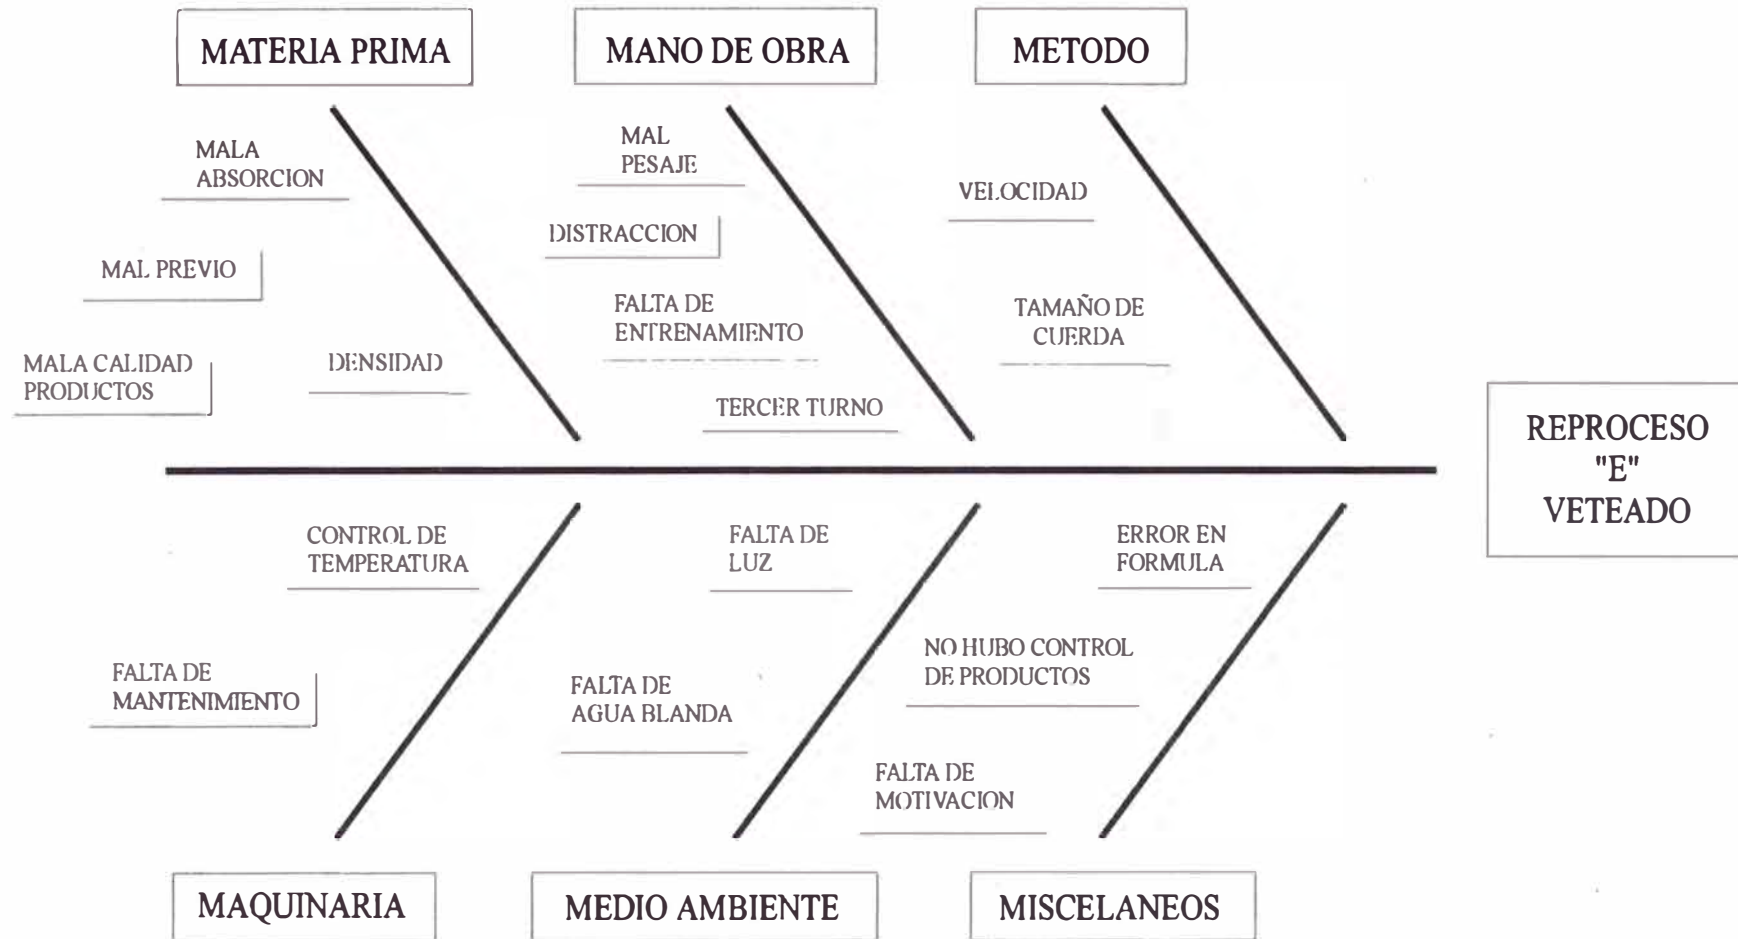 MATERIA PRIMA
MANO DE OBRA
METODO
MALA
ABSORCION
MAL PREVIO
MALA CALIDAD
PRODUCTOS
DENSIDAD
MAL
PESAJE
DISTRACCION
FALTA DE
ENTRENAMIENTO
TERCER TURNO
VELOCIDAD
TAMAÑO DE
CUERDA
REPROCESO
"E"
VETEADO
CONTROL DE
TEMPERATURA
FALTA DE
MANTENIMIENTO
FALTA DE
LUZ
FALTA DE
AGUA BLANDA
ERROR EN
FORMULA
NO HUBO CONTROL
DE PRODUCTOS
FALTA DE
MOTIVACION
MAQUINARIA
MEDIO AMBIENTE
MISCELANEOS